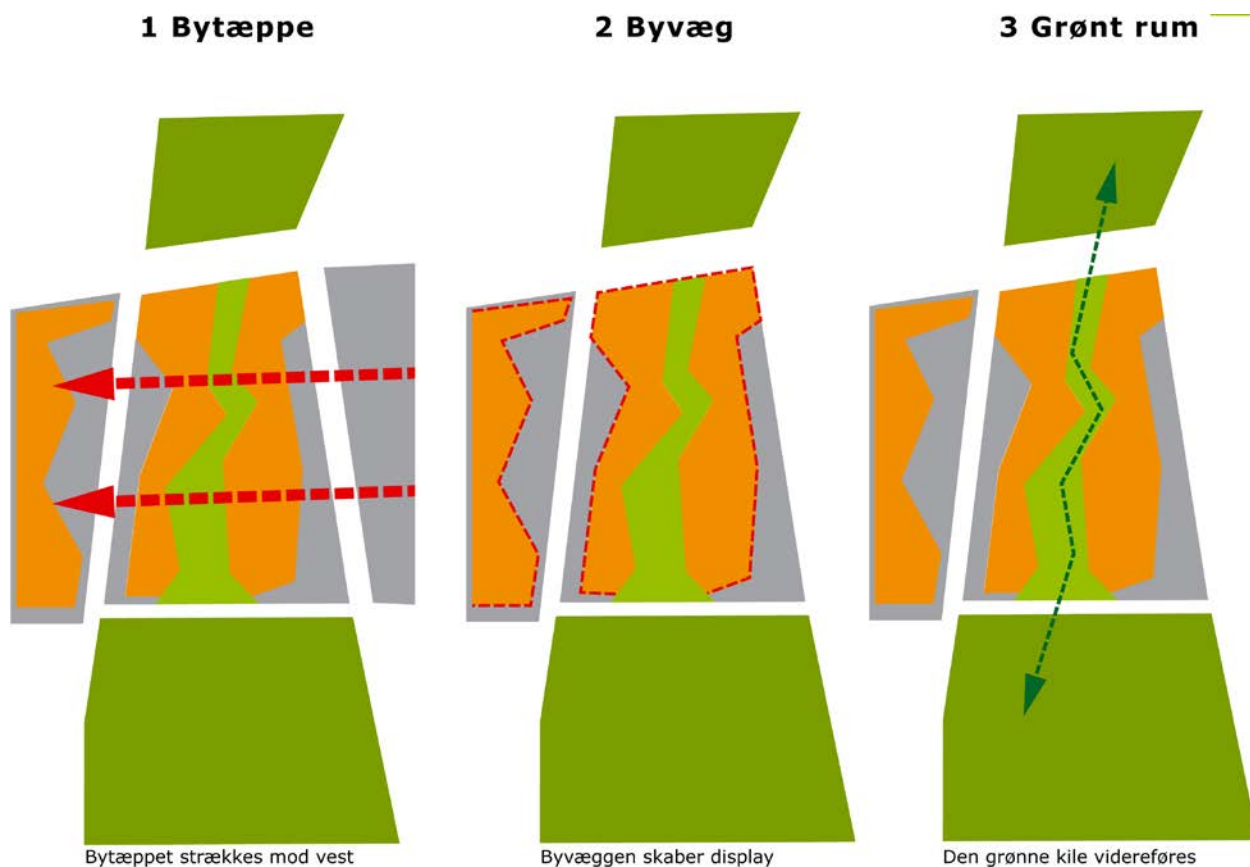 1 Bytæppe
2 Byvæg
3 Grønt rum
Bytæppet strækkes mod vest
Byvæggen skaber display
Den grønne kile videreføres